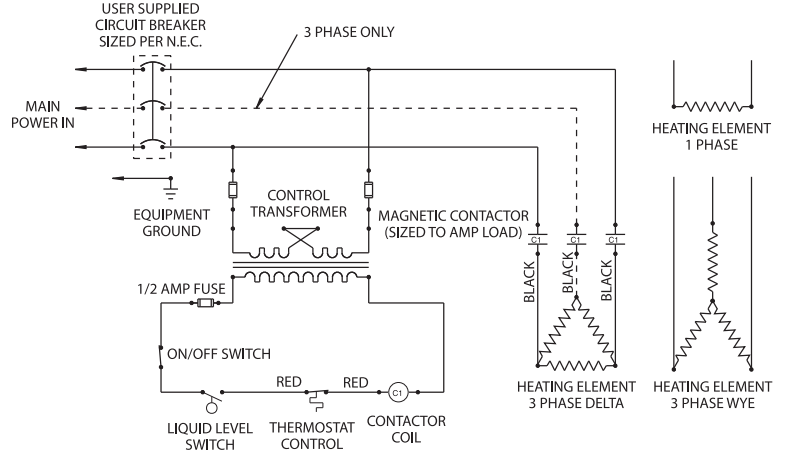 USER SUPPLIED
CIRCUIT BREAKER
SIZED PER N.E.C.
3 PHASE ONLY
MAIN
POWER IN
HEATING ELEMENT
1 PHASE
EQUIPMENT
GROUND
CONTROL
TRANSFORMER
MAGNETIC CONTACTOR
(SIZED TO AMP LOAD)
C1
C1
C1
BLACK
BLACK
BLACK
1/2 AMP FUSE
ON/OFF SWITCH
RED
RED
C1
LIQUID LEVEL
SWITCH
THERMOSTAT
CONTROL
CONTACTOR
COIL
HEATING ELEMENT
3 PHASE DELTA
HEATING ELEMENT
3 PHASE WYE